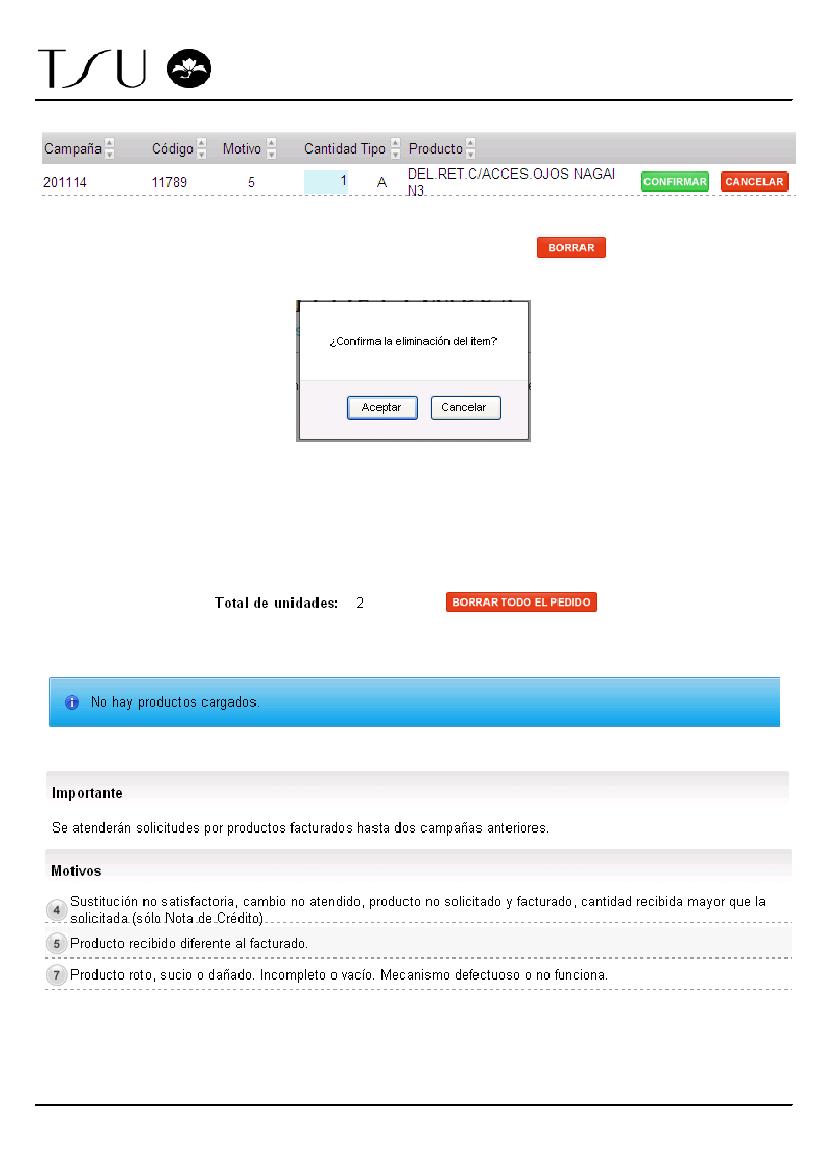 TSU
Campaña Código Motivo Cantidad Tipo Producto
201114 11789 5 1 A DEL.RET.C/ACCES.OJOS NAGAI
N3
CONFIRMAR CANCELAR
BORRAR
¿Confirma la eliminación del item?
Aceptar Cancelar
Total de unidades: 2 BORRAR TODO EL PEDIDO
No hay productos cargados.
Importante
Se atenderán solicitudes por productos facturados hasta dos campañas anteriores.
Motivos
4 Sustitución no satisfactoria, cambio no atendido, producto no solicitado y facturado, cantidad recibida mayor que la
solicitada (sólo Nota de Crédito)
5 Producto recibido diferente al facturado.
7 Producto roto, sucio o dañado. Incompleto o vacío. Mecanismo defectuoso o no funciona.